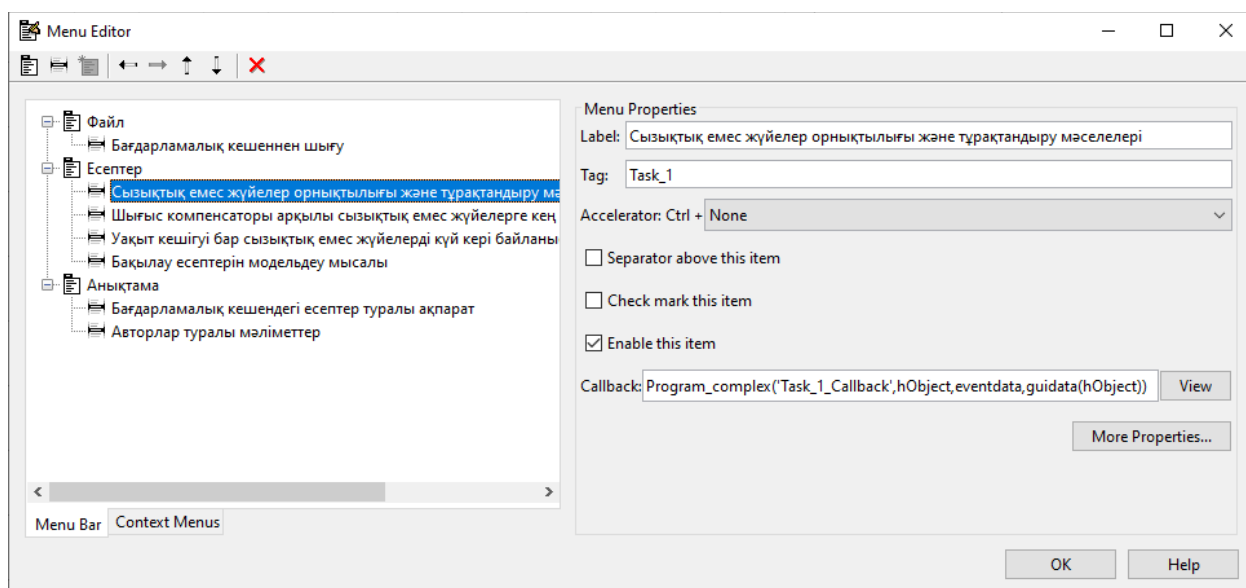 Menu Editor
Файл
Бағдарламалық кешеннен шығу
Есептер
Сызықтық емес жүйелер орнықтылығы және тұрақтандыру мә
Шығыс компенсаторы арқылы сызықтық емес жүйелерге кең
Уақыт кешігуі бар сызықтық емес жүйелерді күй кері байланы
Бақылау есептерін модельдеу мысалы
Анықтама
Бағдарламалық кешендегі есептер туралы ақпарат
Авторлар туралы мәліметтер
Menu Bar
Context Menus
Menu Properties
Label: Сызықтық емес жүйелер орнықтылығы және тұрақтандыру мәселелері
Tag: Task_1
Accelerator: Ctrl + None
Separator above this item
Check mark this item
Enable this item
Callback: Program_complex('Task_1_Callback',hObject,eventdata,guidata(hObject)) View
More Properties...
OK
Help